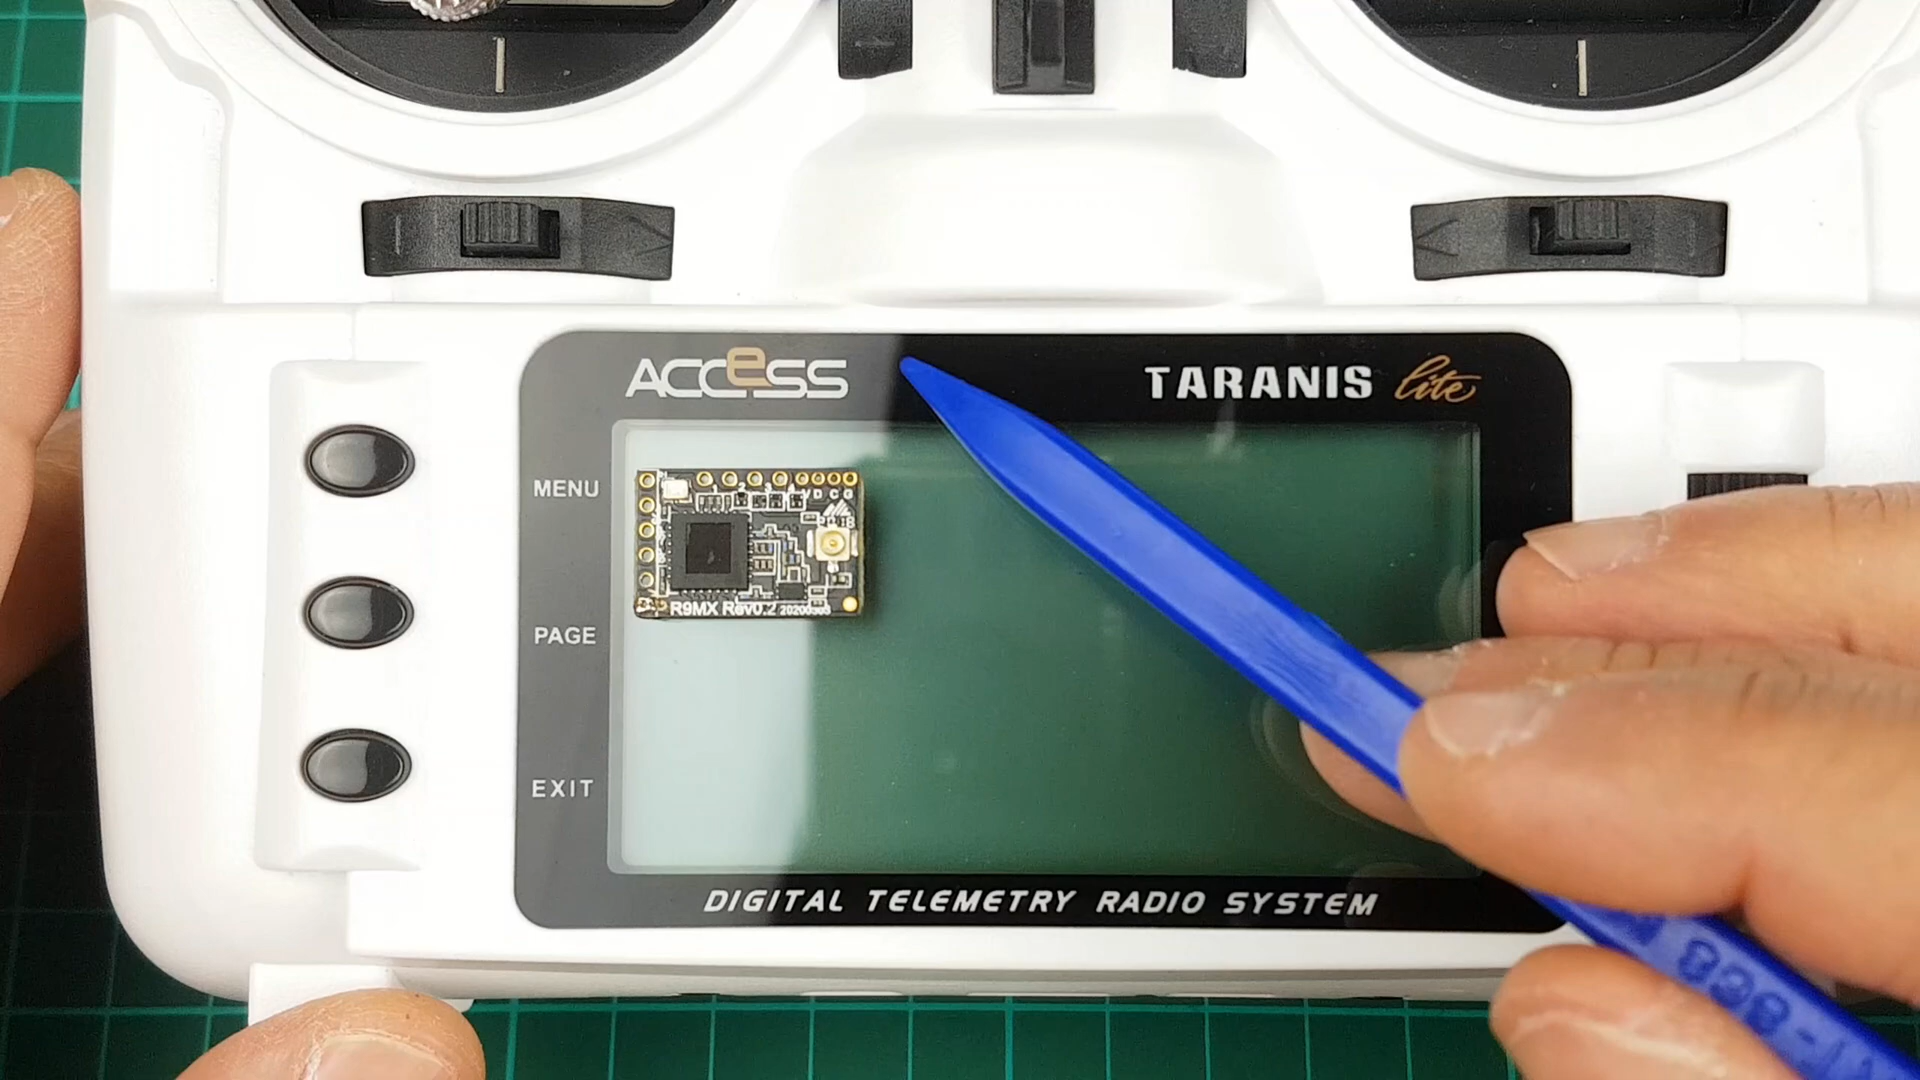 ACCeSS
TARANIS lite
MENU
PAGE
EXIT
R9MX Rev0.2
DIGITAL TELEMETRY RADIO SYSTEM